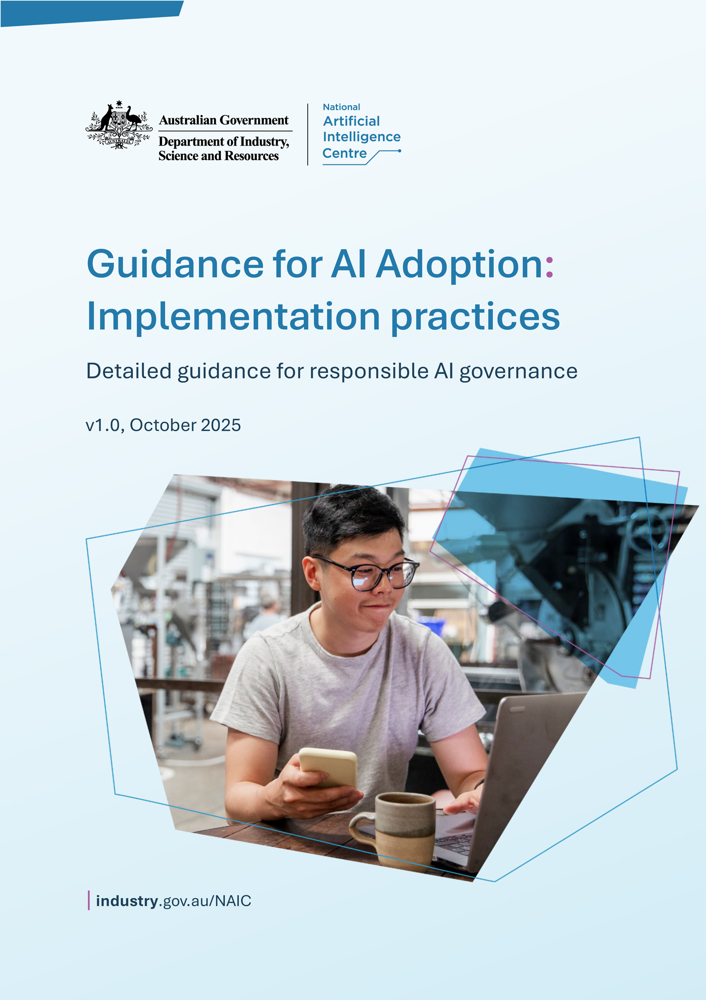 AUSTRALIA
Australian Government
Department of Industry,
Science and Resources
National
Artificial
Intelligence
Centre
Guidance for AI Adoption:
Implementation practices
Detailed guidance for responsible AI governance
v1.0, October 2025
industry.gov.au/NAIC